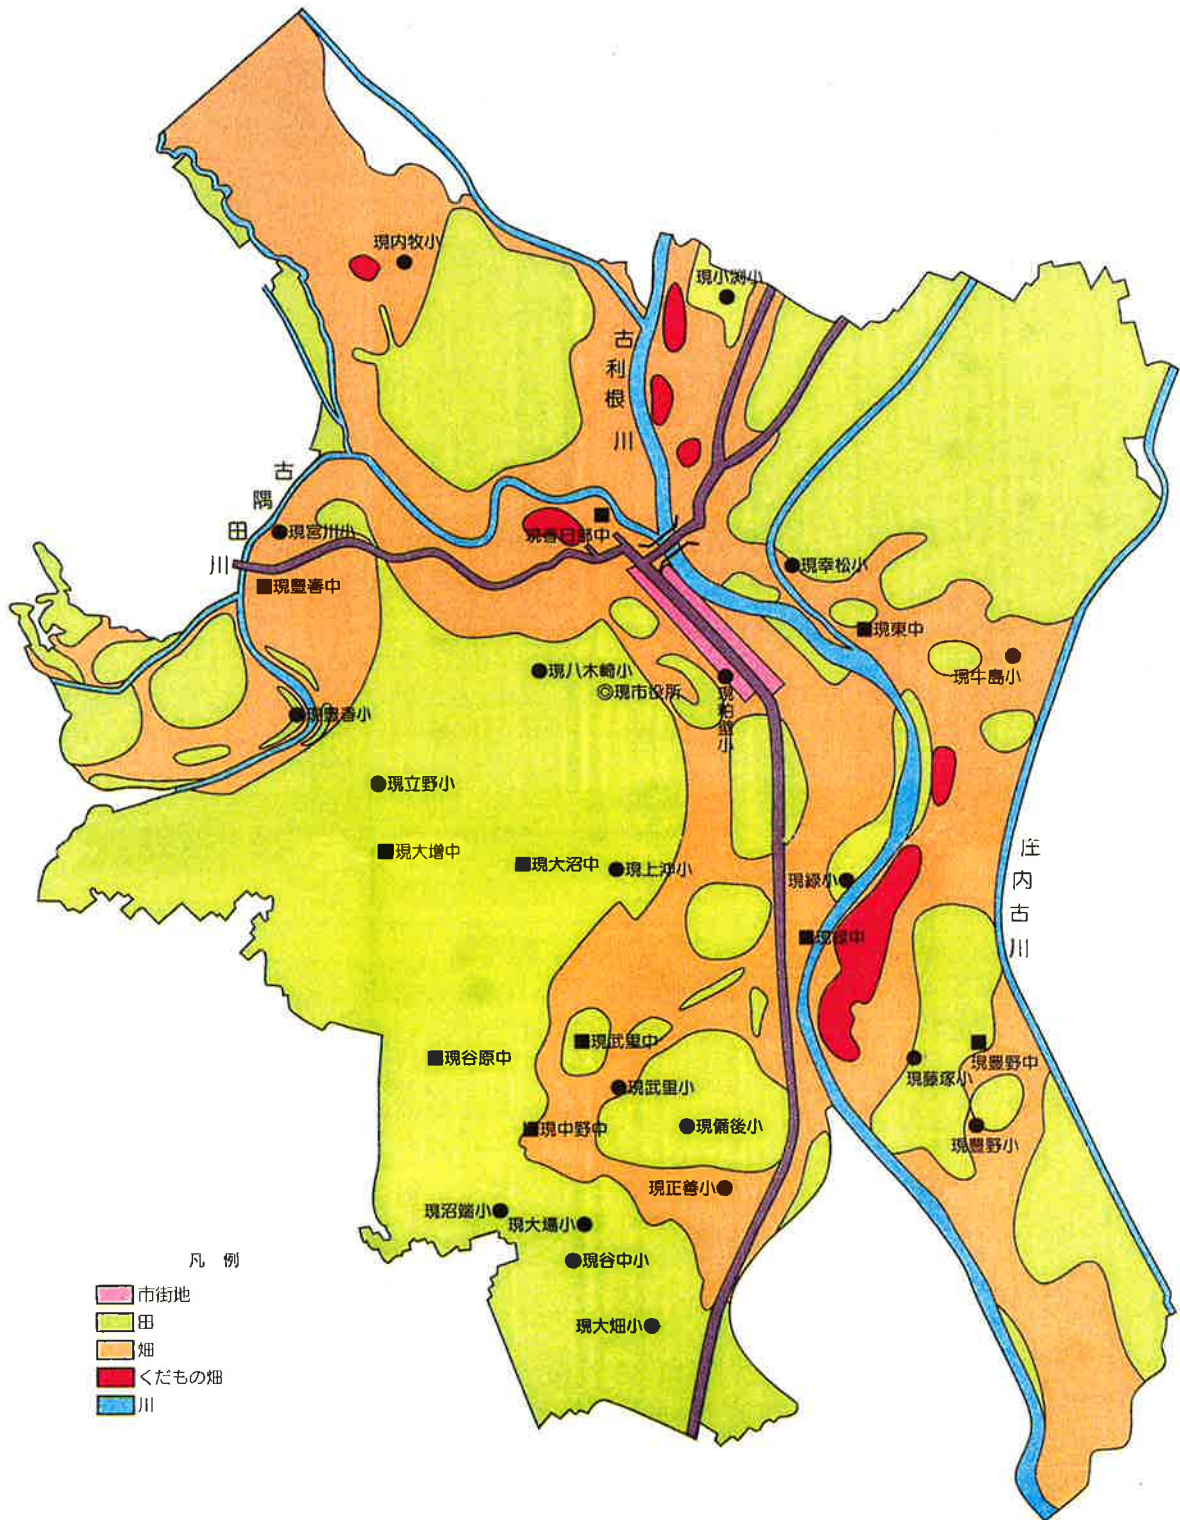 現内牧小
現小渕小
古利根川
古隅田川
現宮川小
現春日部中
現幸松小
現豊春中
現東中
現牛島小
現八木崎小
◎現市役所
現粕壁小
現豊春小
現立野小
現大増中
現大沼中
現上沖小
現緑小
庄内古川
現緑中
現武里中
現谷原中
現豊野中
現藤塚小
現武里小
現備後小
現中野中
現豊野小
現正善小
現沼端小
現大場小
現谷中小
現大畑小
凡 例
市街地
田
畑
くだもの畑
川